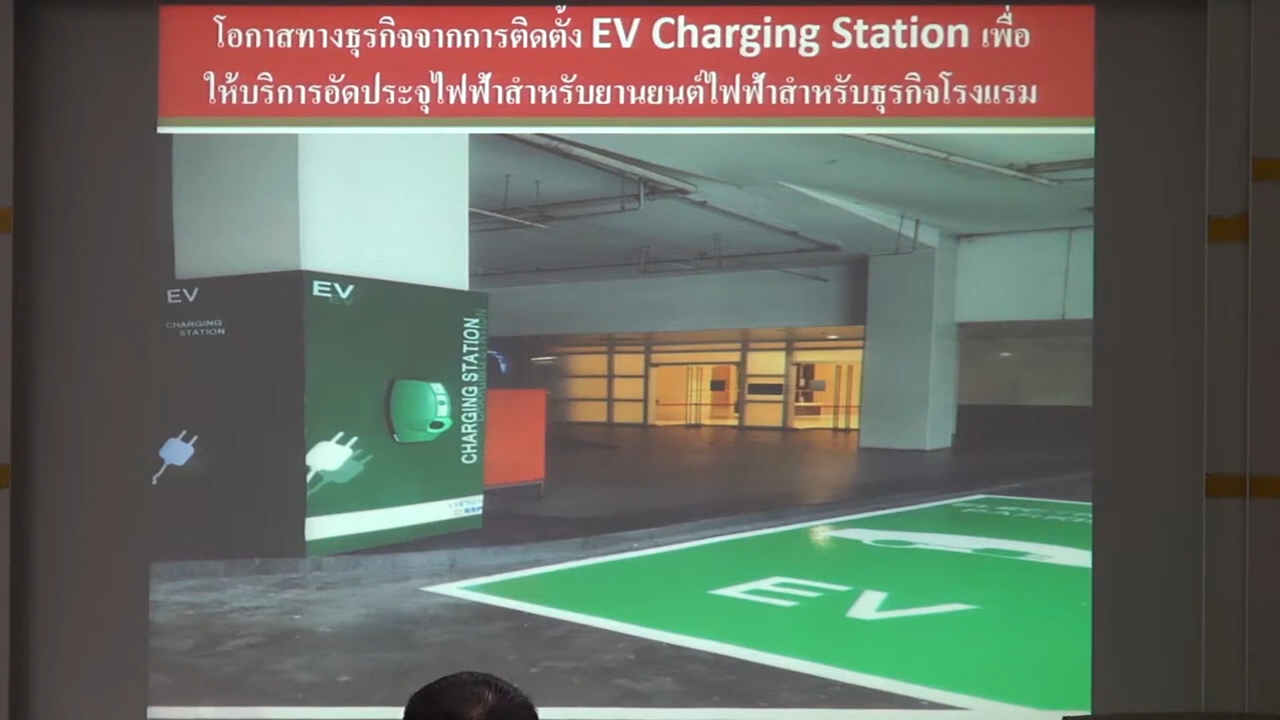 โอกาสทางธุรกิจจากการติดตั้ง EV Charging Station เพื่อ
ให้บริการอัดประจุไฟฟ้าสำหรับยานยนต์ไฟฟ้าสำหรับธุรกิจโรงแรม
EV
CHARGING
STATION
EV
CHARGING STATION
EV